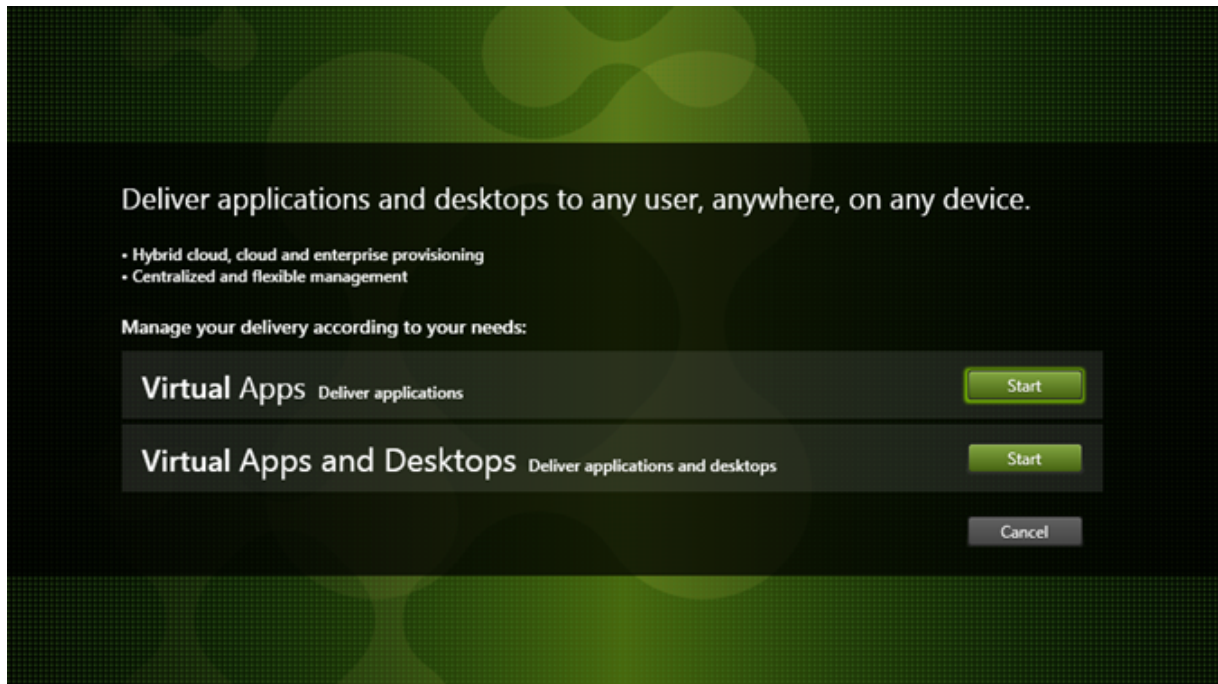 Deliver applications and desktops to any user, anywhere, on any device.
• Hybrid cloud, cloud and enterprise provisioning
• Centralized and flexible management
Manage your delivery according to your needs:
Virtual Apps Deliver applications Start
Virtual Apps and Desktops Deliver applications and desktops Start
Cancel